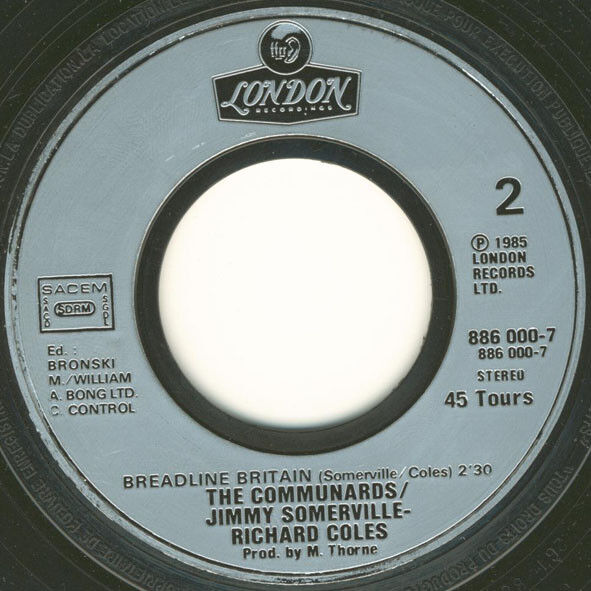 ffrr
LONDON
RECORDINGS
2
Ⓟ 1985
LONDON
RECORDS
LTD.
SACEM
SACD
SDRM
SGDL
Ed. :
BRONSKI
M./WILLIAM
A. BONG LTD.
C. CONTROL
886 000-7
886 000-7
STEREO
45 Tours
BREADLINE BRITAIN (Somerville/Coles) 2'30
THE COMMUNARDS/
JIMMY SOMERVILLE-
RICHARD COLES
Prod. by M. Thorne